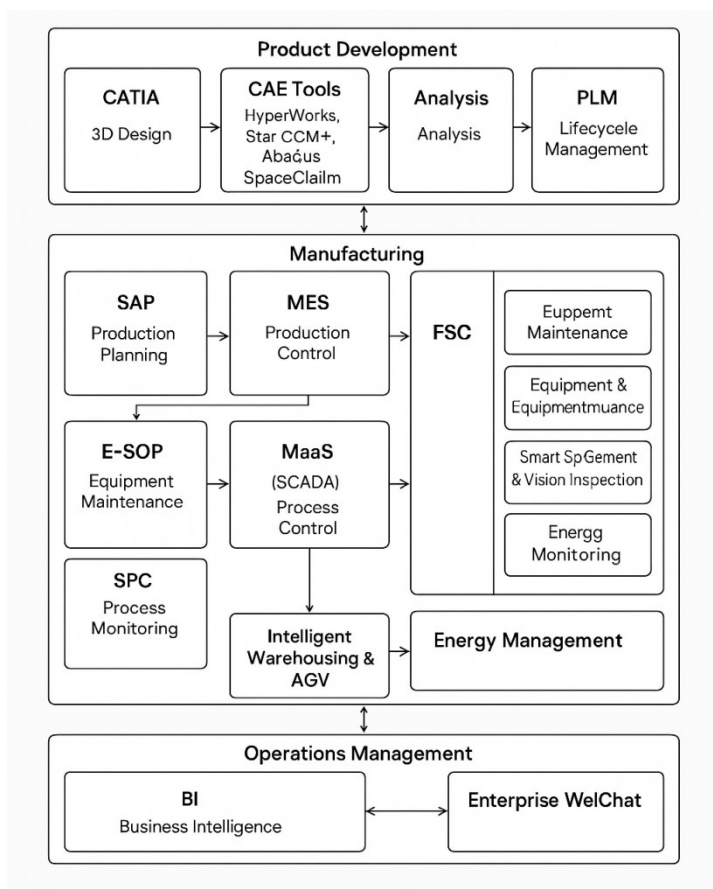 Product Development
CATIA
3D Design
CAE Tools
HyperWorks,
Star CCM+,
Abaqus
SpaceClailm
Analysis
Analysis
PLM
Lifecycele
Management
Manufacturing
SAP
Production
Planning
MES
Production
Control
FSC
Euppemt
Maintenance
Equipment &
Equipmentmuance
Smart SpGement
& Vision Inspection
Energg
Monitoring
E-SOP
Equipment
Maintenance
MaaS
(SCADA)
Process
Control
SPC
Process
Monitoring
Intelligent
Warehousing &
AGV
Energy Management
Operations Management
BI
Business Intelligence
Enterprise WelChat